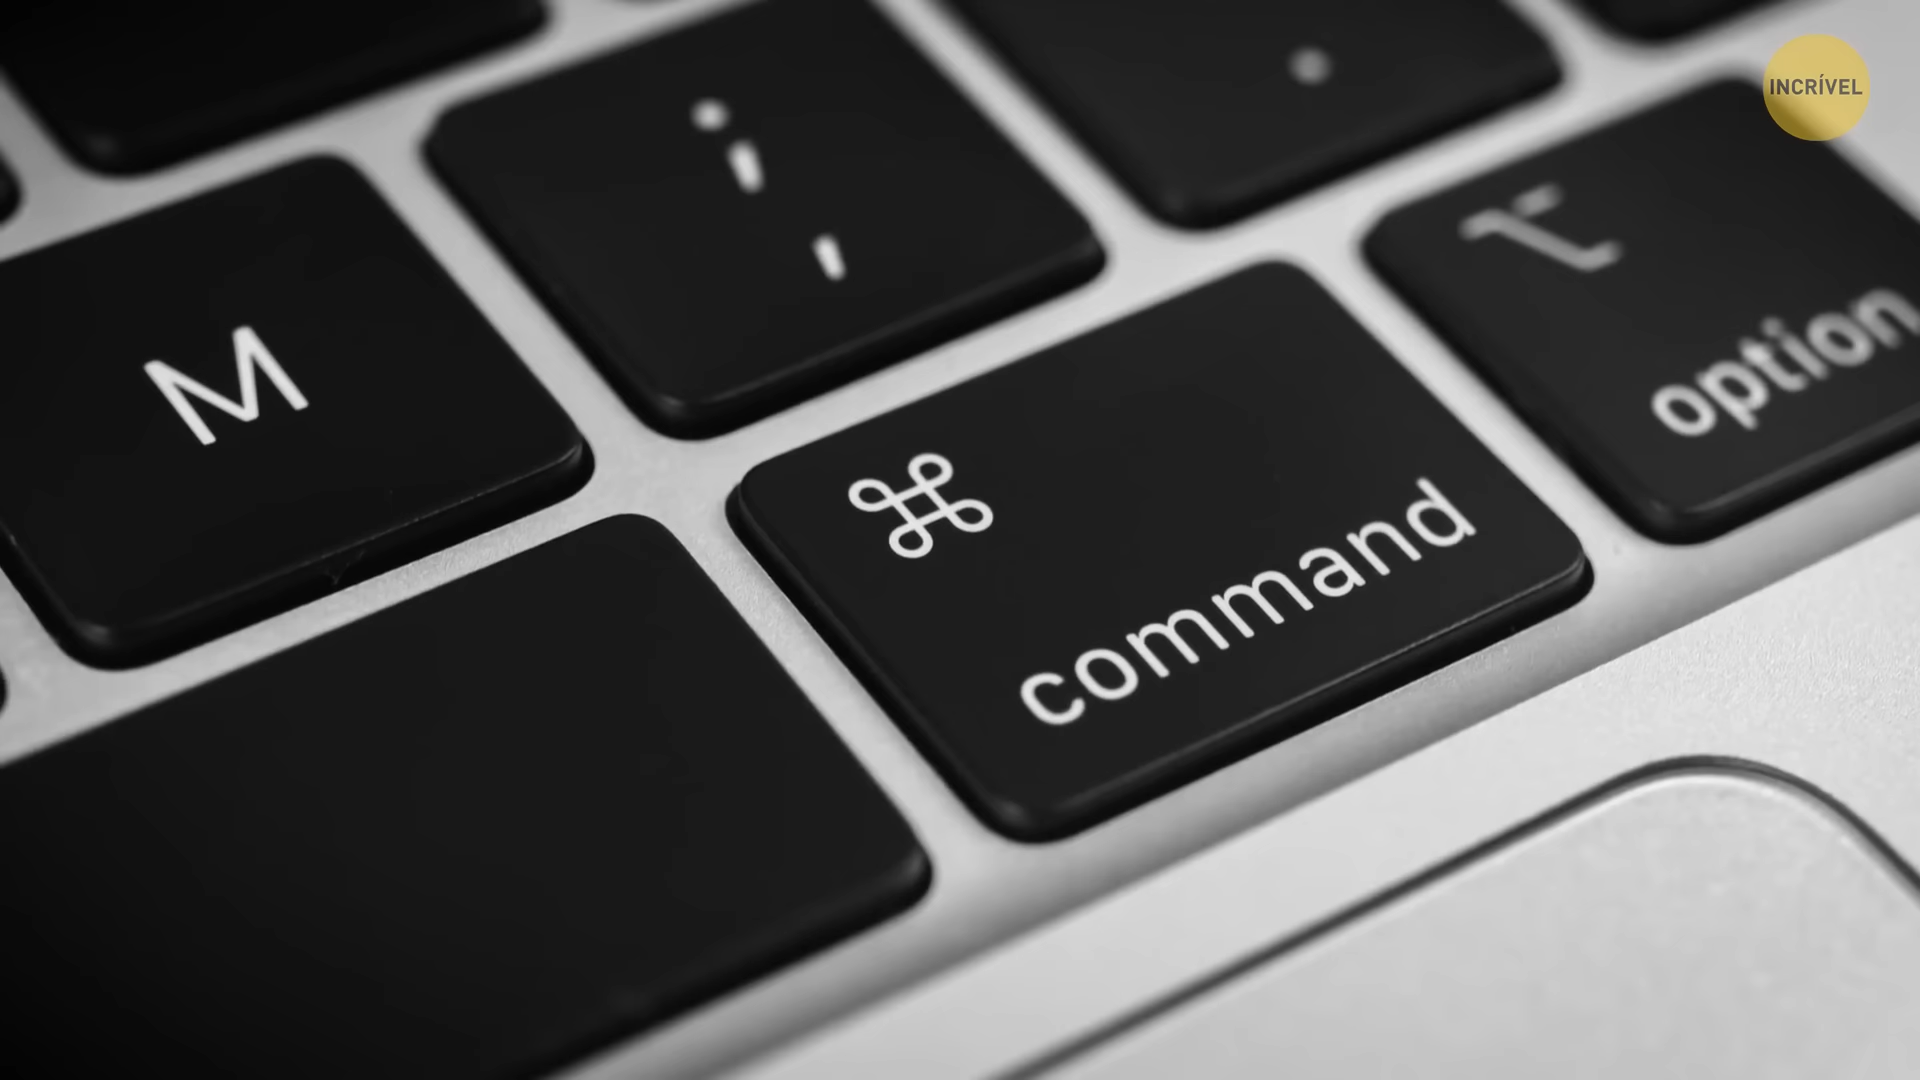 INCRÍVEL
;
,
M
⌥
option
⌘
command